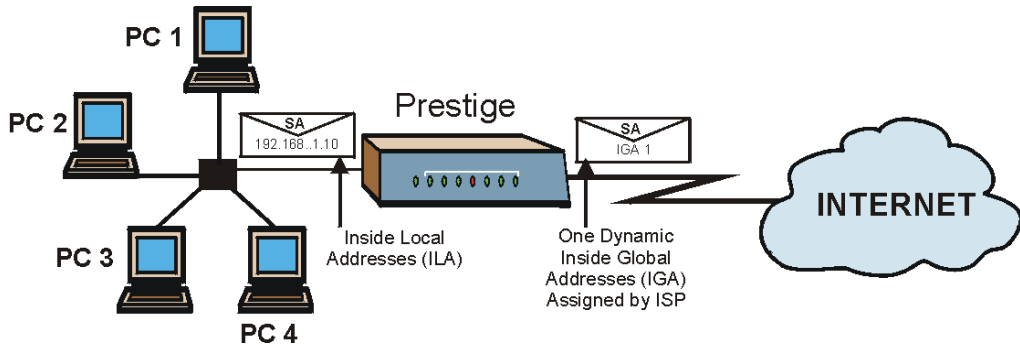 PC 1
PC 2
SA
192.168..1.10
Prestige
SA
IGA 1
INTERNET
Inside Local
Addresses (ILA)
One Dynamic
Inside Global
Addresses (IGA)
Assigned by ISP
PC 3
PC 4